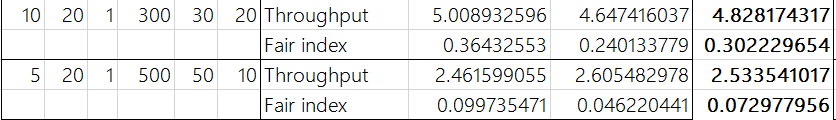 10 20 1 300 30 20 Throughput 5.008932596 4.647416037 4.828174317
Fair index 0.36432553 0.240133779 0.302229654
5 20 1 500 50 10 Throughput 2.461599055 2.605482978 2.533541017
Fair index 0.099735471 0.046220441 0.072977956